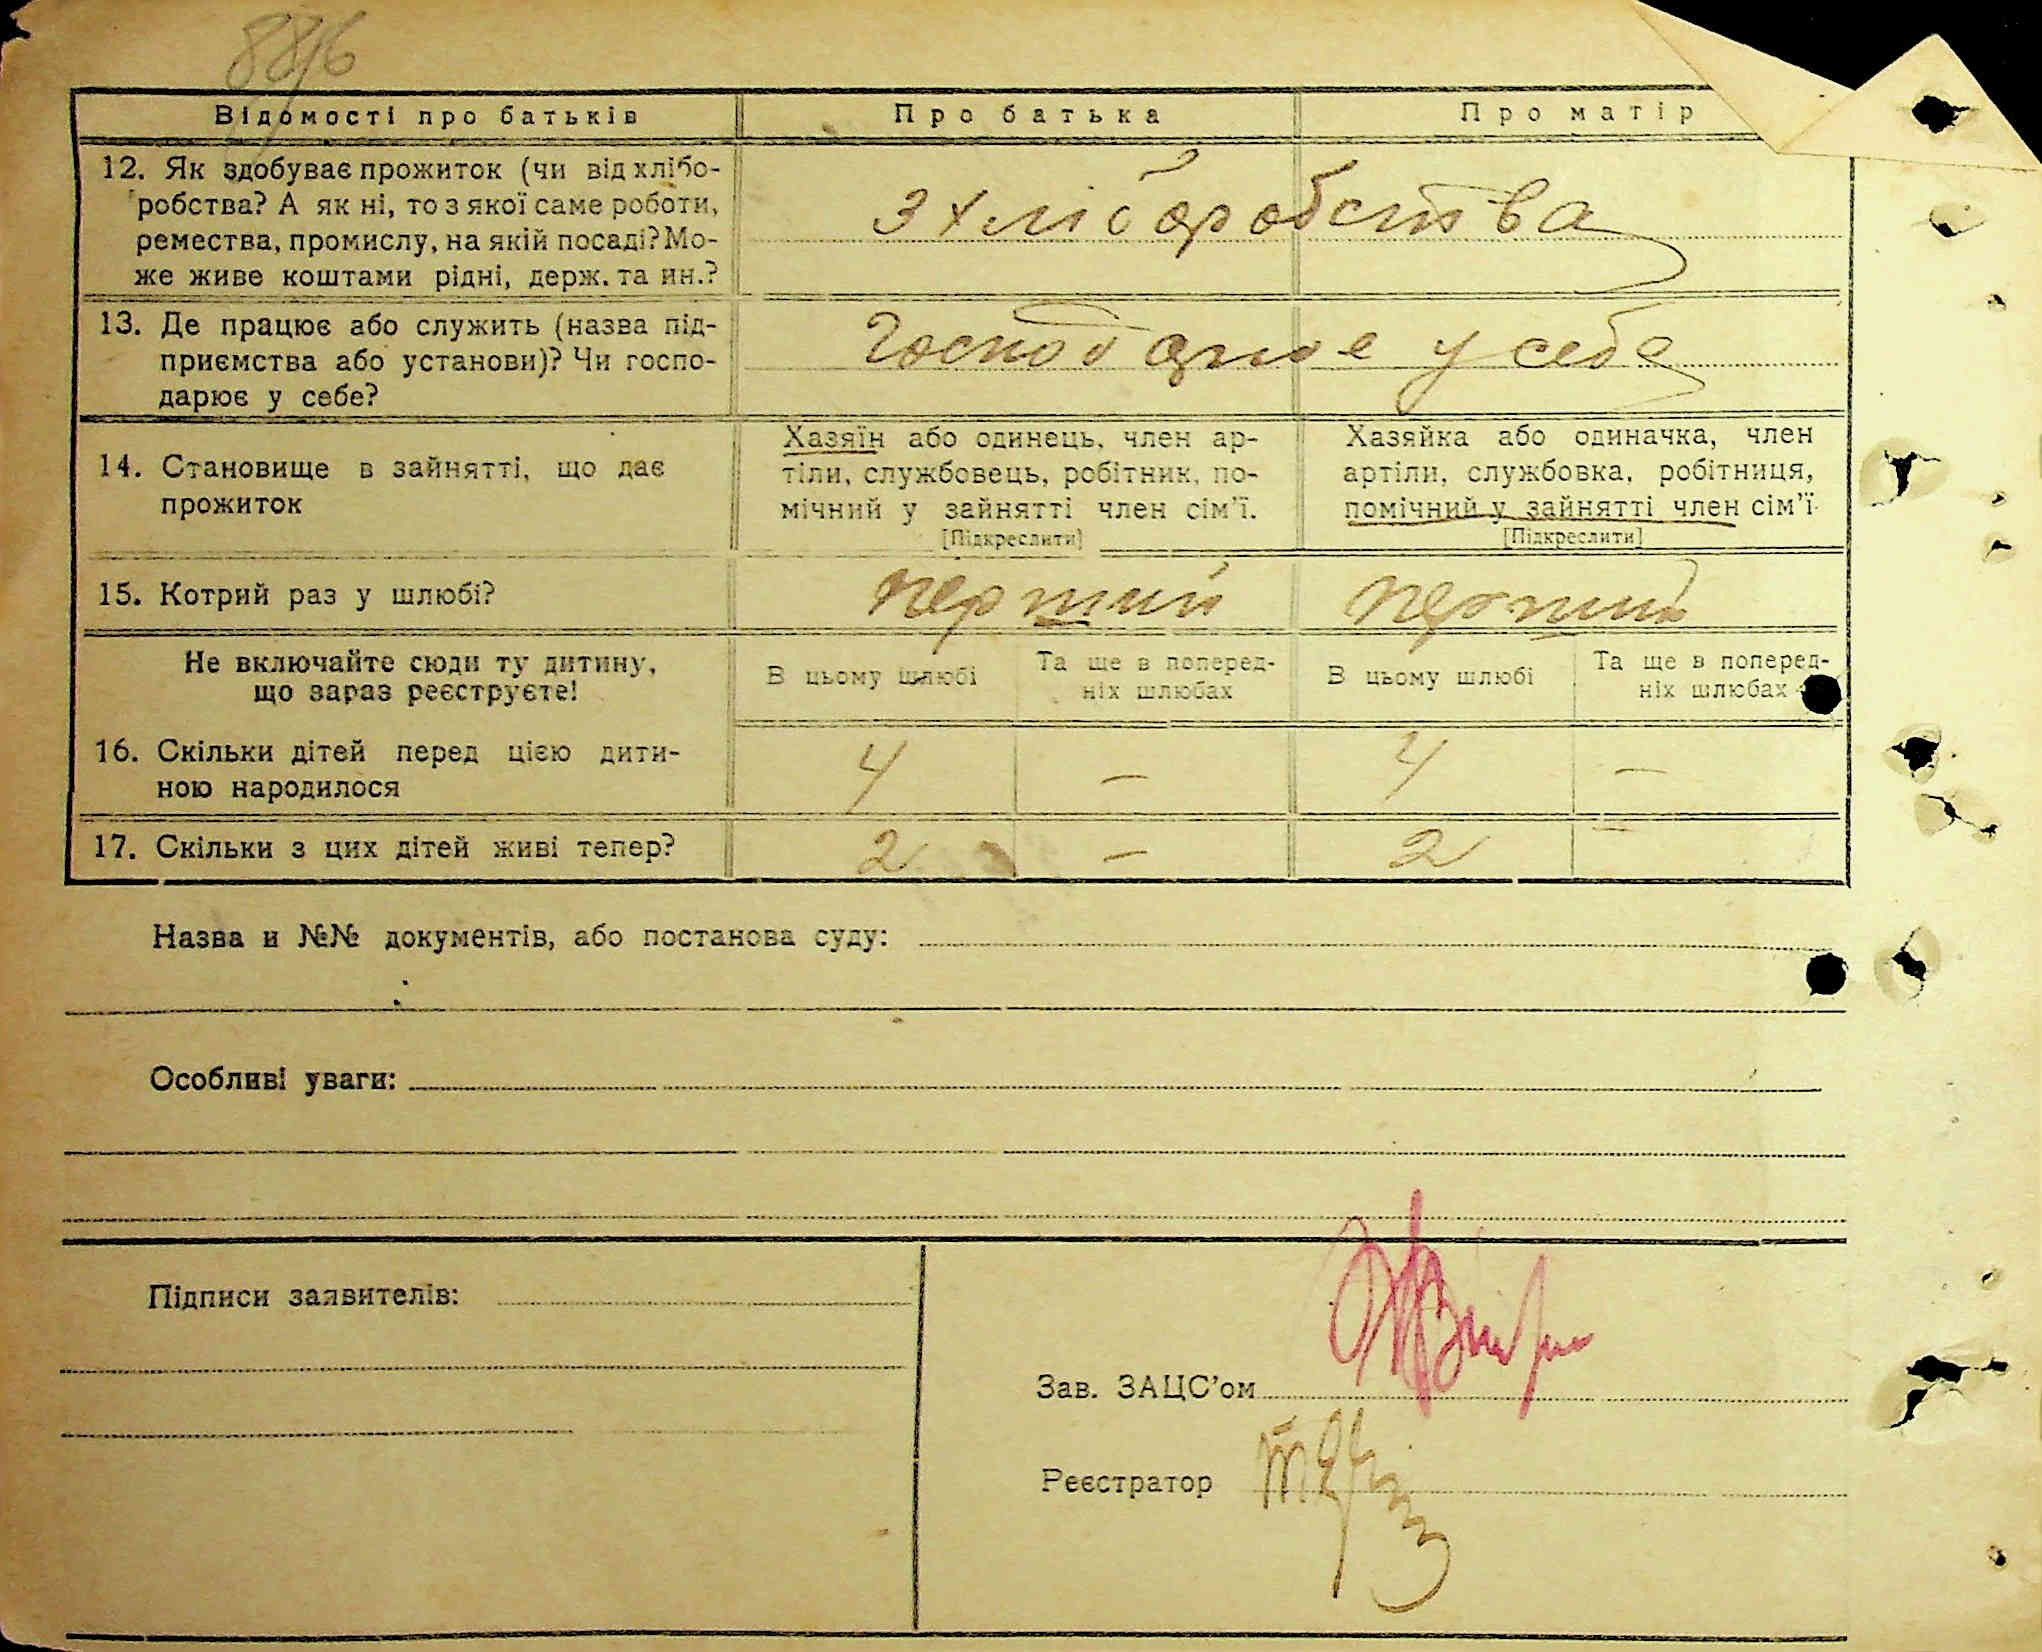 88/6
Відомості про батьків
Про батька
Про матір
12. Як здобуває прожиток (чи від хлібо-
робства? А як ні, то з якої саме роботи,
ремества, промислу, на якій посаді? Мо-
же живе коштами рідні, держ. та ин.?
з хліборобства
13. Де працює або служить (назва під-
приємства або установи)? Чи госпо-
дарює у себе?
Господарює у себе
14. Становище в зайнятті, що дає
прожиток
Хазяїн або одинець, член ар-
тіли, службовець, робітник, по-
мічний у зайнятті член сім'ї.
[Підкреслити]
Хазяйка або одиначка, член
артіли, службовка, робітниця,
помічний у зайнятті член сім'ї.
[Підкреслити]
15. Котрий раз у шлюбі?
перший
перший
Не включайте сюди ту дитину,
що зараз реєструєте!
В цьому шлюбі
Та ще в поперед-
ніх шлюбах
В цьому шлюбі
Та ще в поперед-
ніх шлюбах
16. Скільки дітей перед цією дити-
ною народилося
4 — 4 —
17. Скільки з цих дітей живі тепер?
2 — 2 —
Назва и №№ документів, або постанова суду:
Особливі уваги:
Підписи заявителів:
Зав. ЗАЦС'ом
Реєстратор